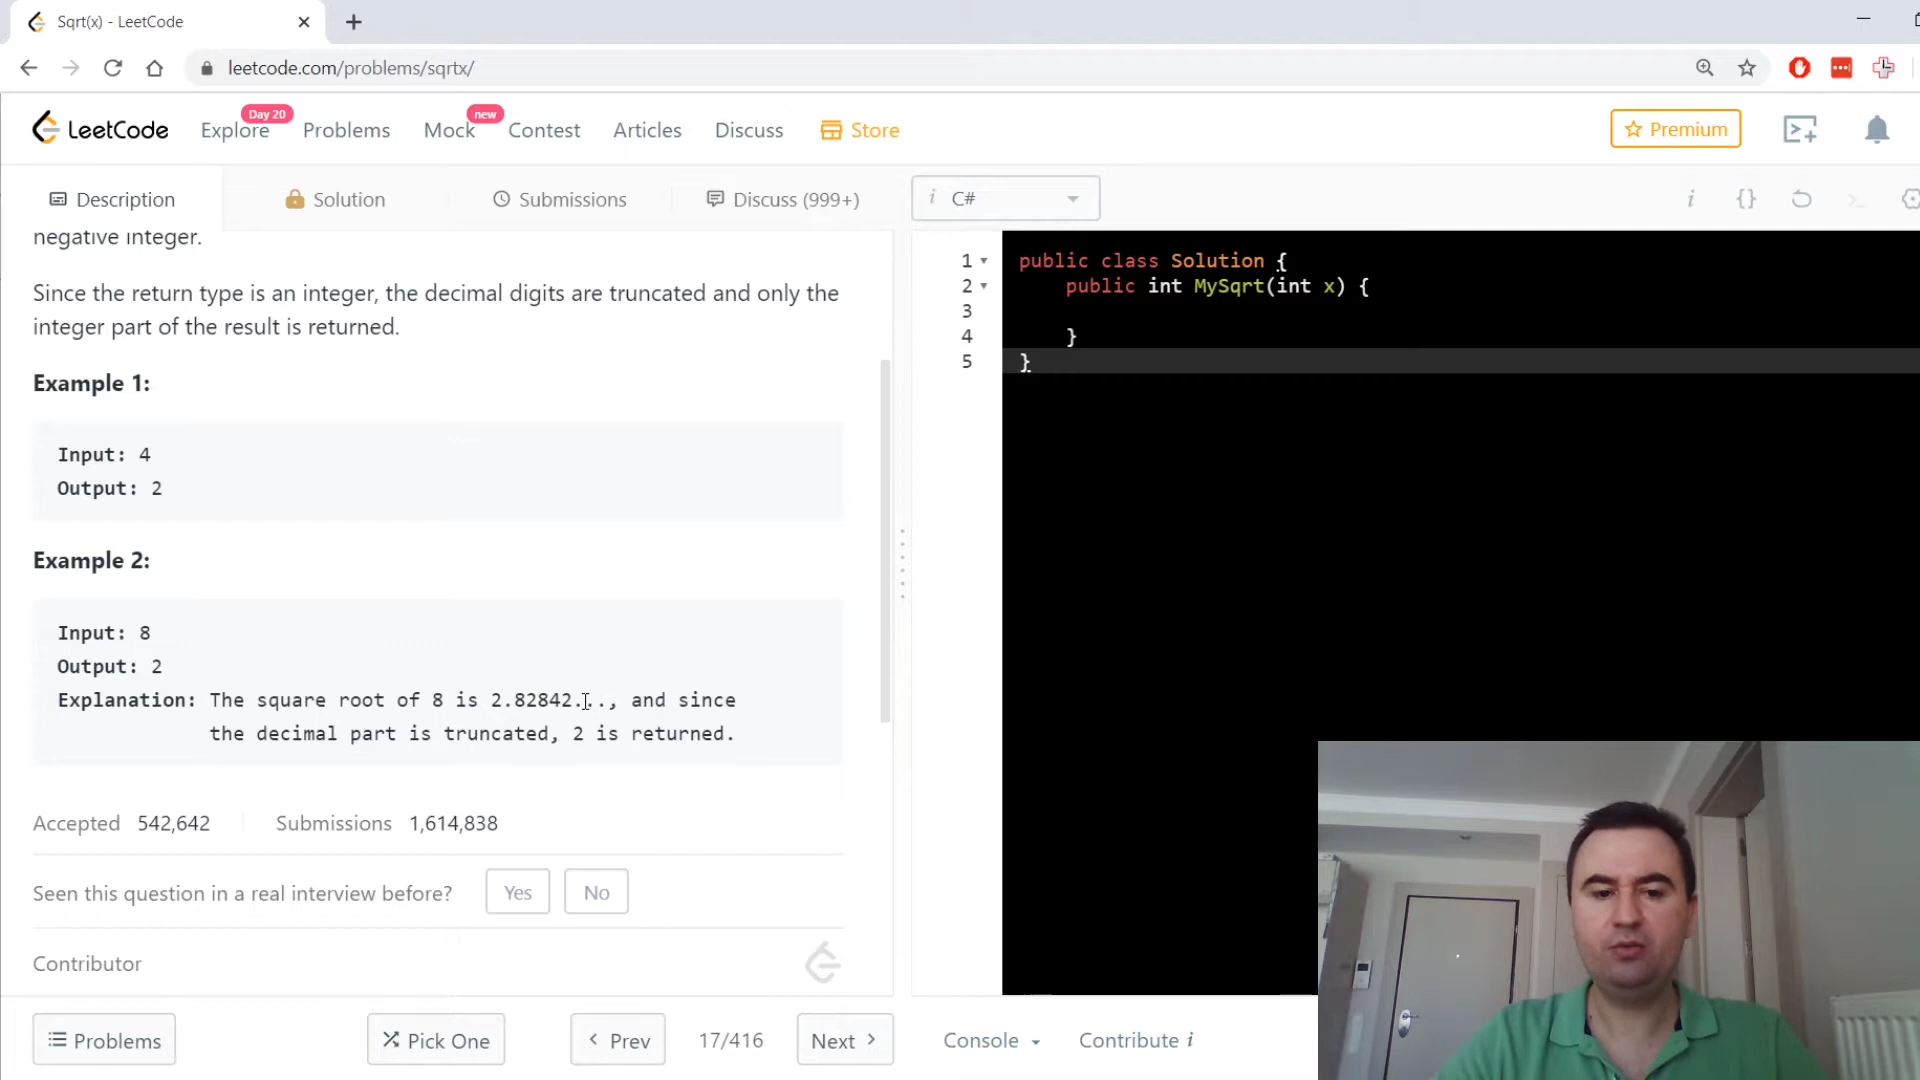 Sqrt(x) - LeetCode
leetcode.com/problems/sqrtx/
LeetCode
Explore
Day 20
Problems
Mock
new
Contest
Articles
Discuss
Store
Premium
Description
Solution
Submissions
Discuss (999+)
i C#
i {}
negative integer.
Since the return type is an integer, the decimal digits are truncated and only the
integer part of the result is returned.
Example 1:
Input: 4
Output: 2
Example 2:
Input: 8
Output: 2
Explanation: The square root of 8 is 2.82842..., and since
the decimal part is truncated, 2 is returned.
Accepted 542,642 Submissions 1,614,838
Seen this question in a real interview before? Yes No
Contributor
Problems
Pick One
Prev
17/416
Next
1 public class Solution {
2 public int MySqrt(int x) {
3
4 }
5 }
Console
Contribute i